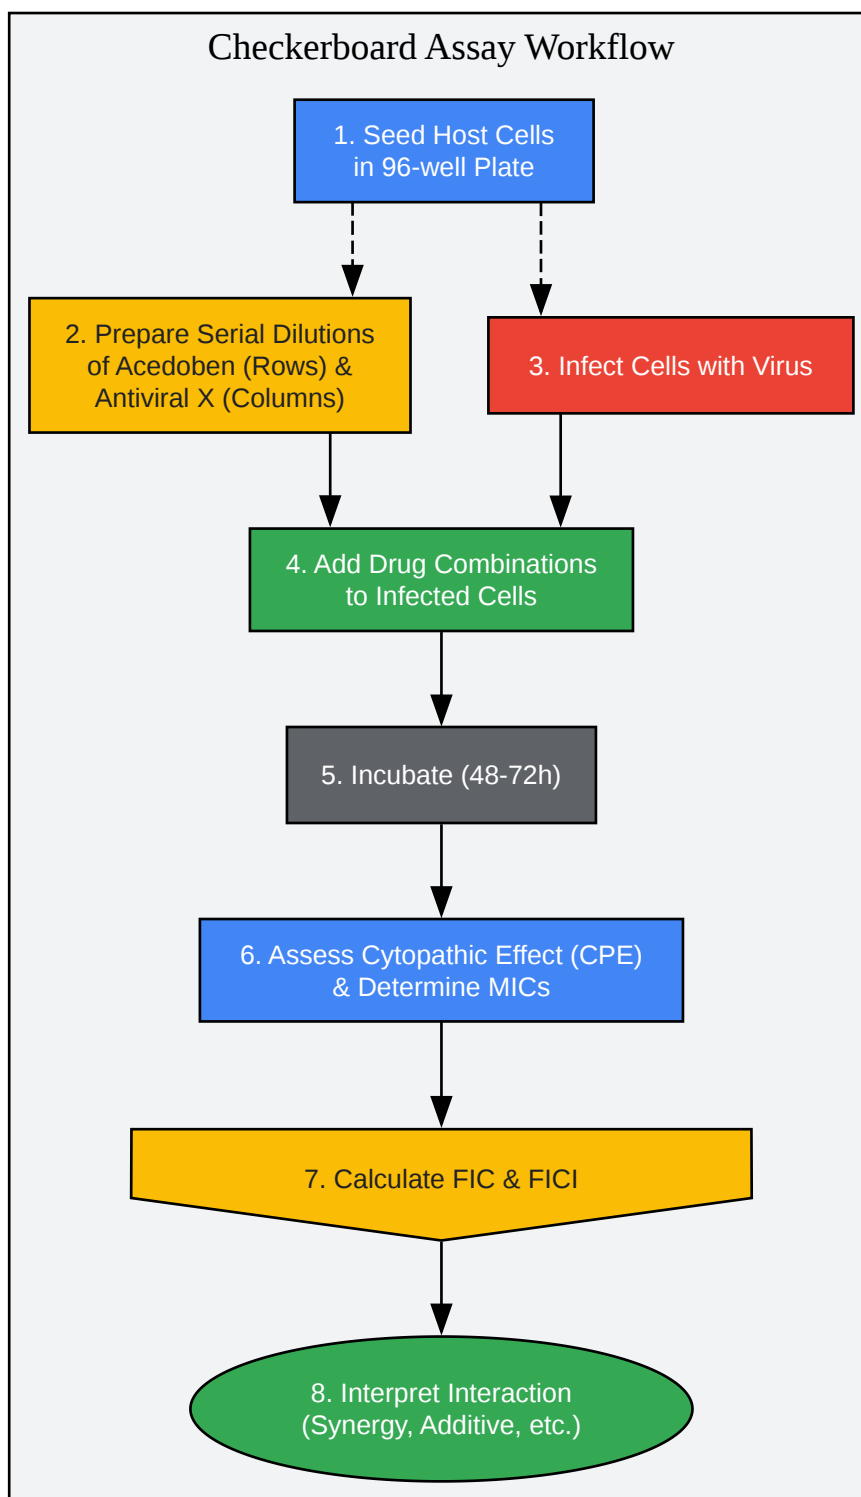 Checkerboard Assay Workflow
1. Seed Host Cells
in 96-well Plate
2. Prepare Serial Dilutions
of Acedoben (Rows) &
Antiviral X (Columns)
3. Infect Cells with Virus
4. Add Drug Combinations
to Infected Cells
5. Incubate (48-72h)
6. Assess Cytopathic Effect (CPE)
& Determine MICs
7. Calculate FIC & FICI
8. Interpret Interaction
(Synergy, Additive, etc.)